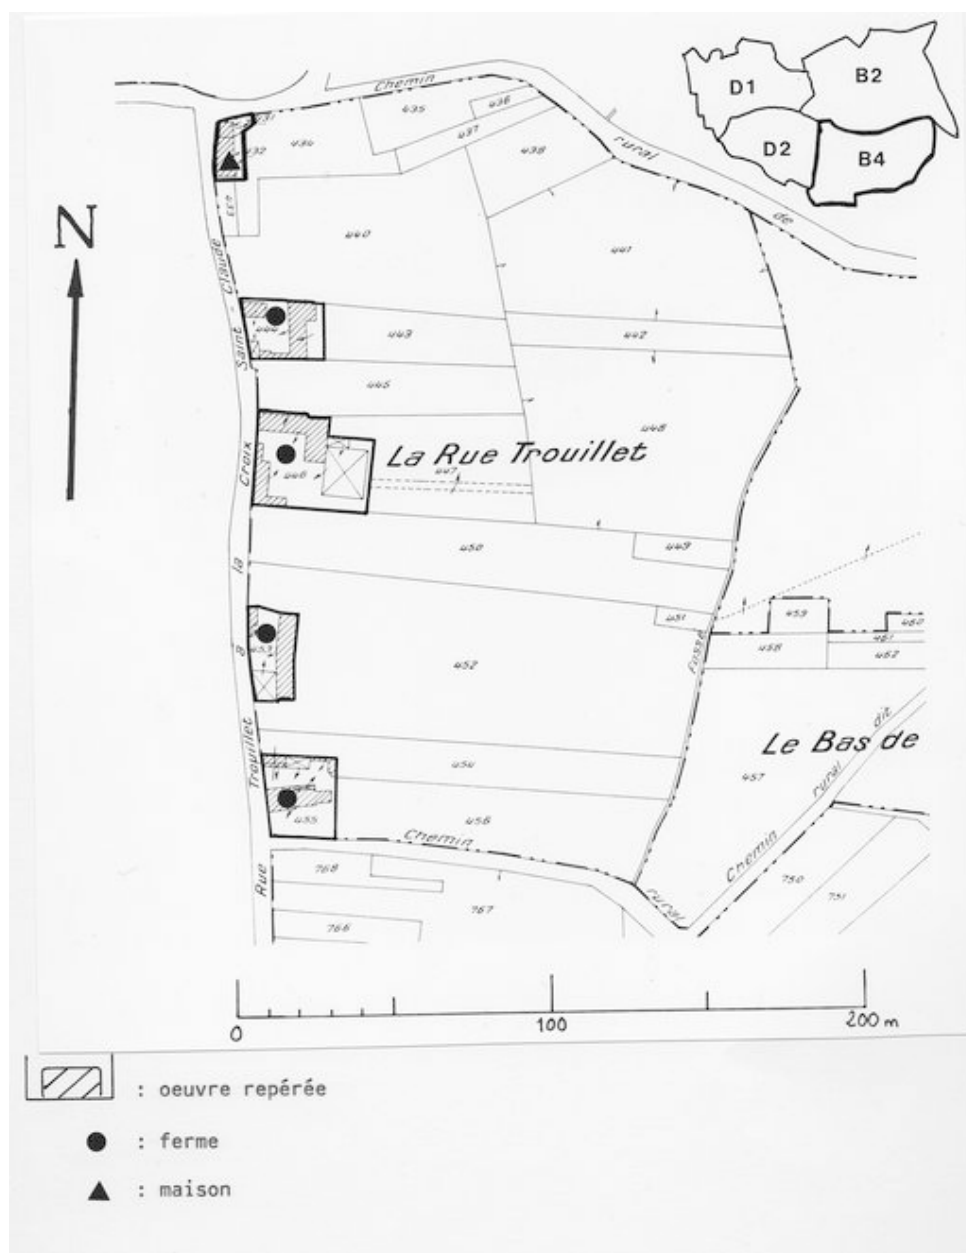 D1
B2
D2
B4
N
Chemin
rural
de
431
432
433
434
435
436
437
438
440
441
442
443
444
445
446
447
448
La Rue Trouillet
449
450
451
452
453
454
455
456
Chemin
rural
Fossé
457
458
459
460
461
462
Le Bas de
Chemin
rural
dit
750
751
766
767
768
Rue
Trouillet
à
la
Croix
Saint - Claude
0
100
200 m
: oeuvre repérée
: ferme
: maison